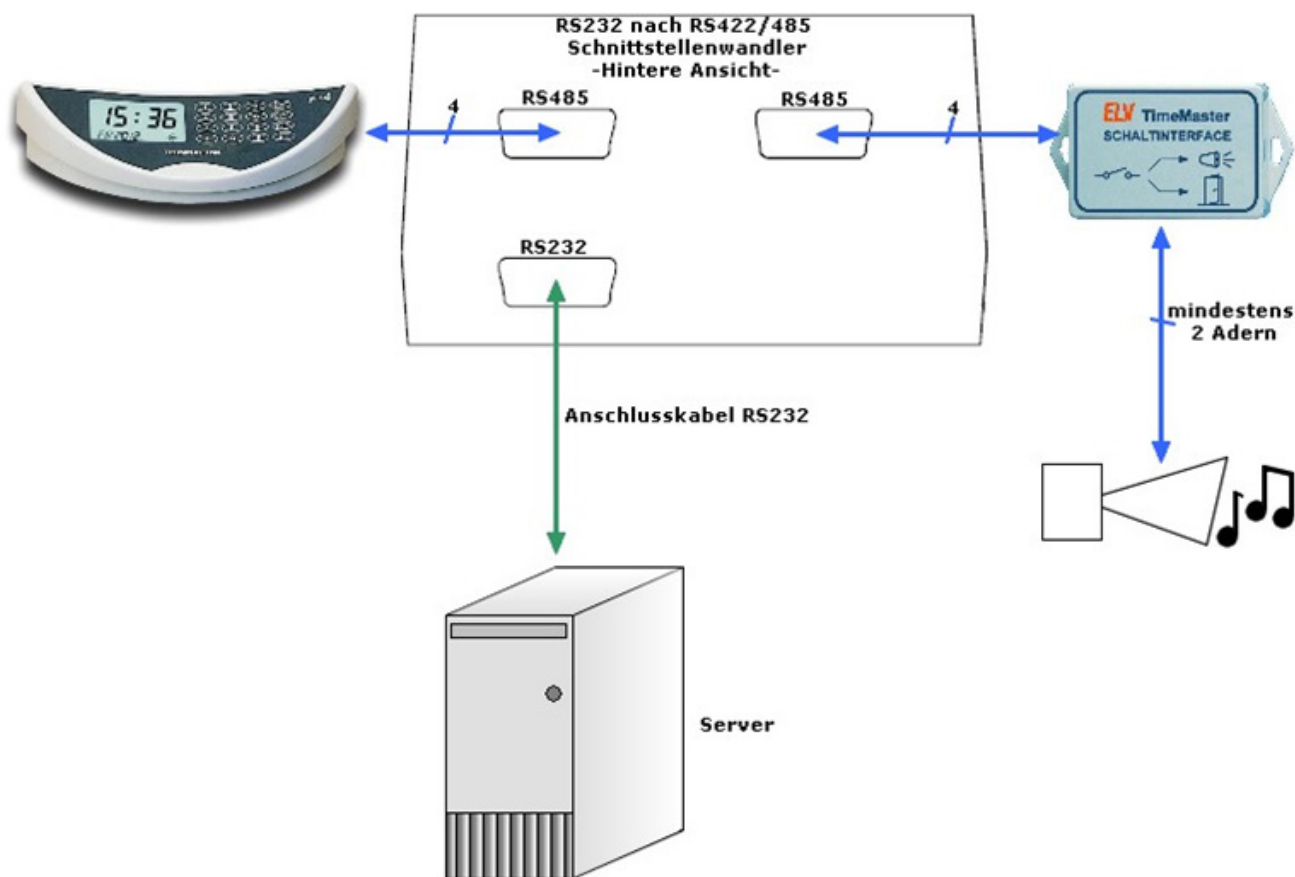 RS232 nach RS422/485
Schnittstellenwandler
-Hintere Ansicht-
RS485
RS485
4
4
15:36
ELV TimeMaster
SCHALTINTERFACE
RS232
mindestens
2 Adern
Anschlusskabel RS232
Server